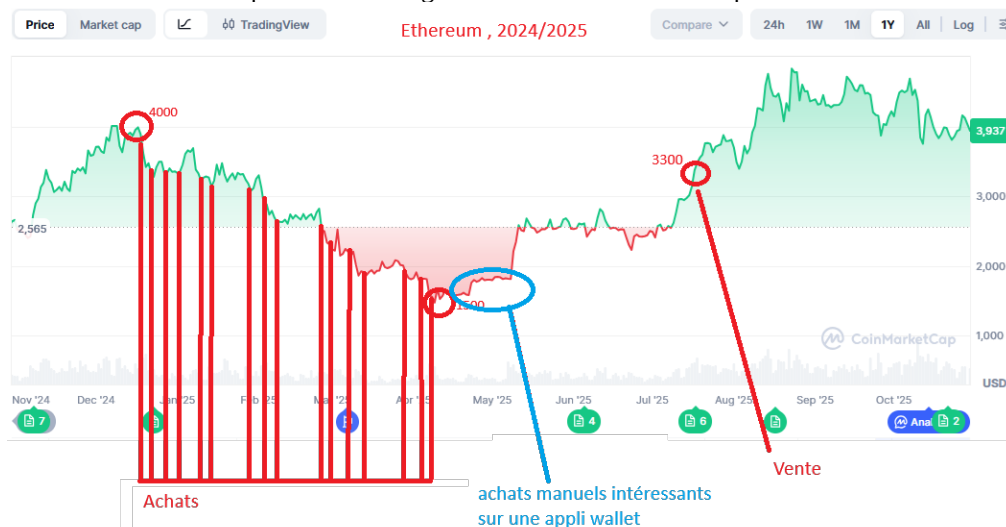 Price Market cap TradingView Ethereum , 2024/2025 Compare 24h 1W 1M 1Y All Log
4000
3,937
3300
3,000
2,565
2,000
1500
CoinMarketCap
1,000
USD
Nov '24 Dec '24 Jan '25 Feb '25 Mar '25 Apr '25 May '25 Jun '25 Jul '25 Aug '25 Sep '25 Oct '25
7 4 6 Ana 2
Vente
Achats
achats manuels intéressants
sur une appli wallet